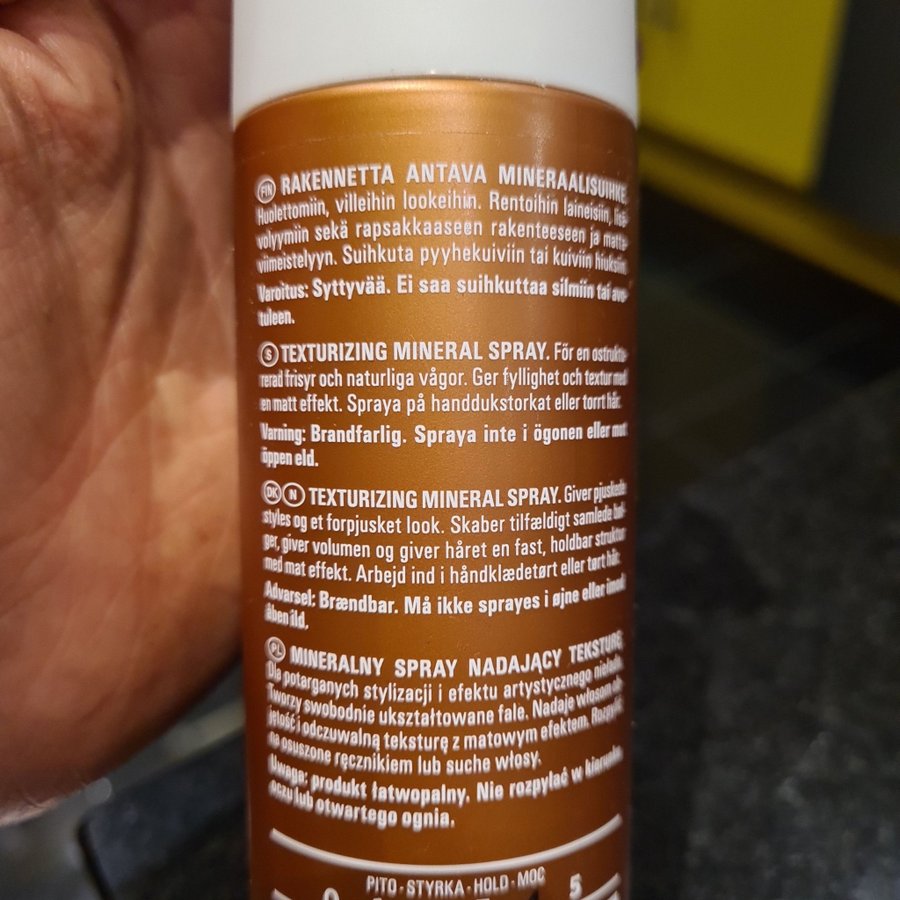 FIN RAKENNETTA ANTAVA MINERAALISUIHKE.
Huolettomiin, villeihin lookeihin. Rentoihin laineisiin, lisä-
volyymiin sekä rapsakkaaseen rakenteeseen ja matta-
viimeistelyyn. Suihkuta pyyhekuiviin tai kuiviin hiuksiin.
Varoitus: Syttyvää. Ei saa suihkuttaa silmiin tai avo-
tuleen.
S TEXTURIZING MINERAL SPRAY. För en ostruktu-
rerad frisyr och naturliga vågor. Ger fyllighet och textur med
en matt effekt. Spraya på handdukstorkat eller torrt hår.
Varning: Brandfarlig. Spraya inte i ögonen eller mot
öppen eld.
DK N TEXTURIZING MINERAL SPRAY. Giver pjuskede
styles og et forpjusket look. Skaber tilfældigt samlede bøl-
ger, giver volumen og giver håret en fast, holdbar struktur
med mat effekt. Arbejd ind i håndklædetørt eller tørt hår.
Advarsel: Brændbar. Må ikke sprayes i øjne eller imod
åben ild.
PL MINERALNY SPRAY NADAJĄCY TEKSTURĘ.
Dla potarganych stylizacji i efektu artystycznego nieładu.
Tworzy swobodnie ukształtowane fale. Nadaje włosom ob-
jętość i odczuwalną teksturę z matowym efektem. Rozpylić
na osuszone ręcznikiem lub suche włosy.
Uwaga: produkt łatwopalny. Nie rozpylać w kierunku
oczu lub otwartego ognia.
PITO · STYRKA · HOLD · MOC
5